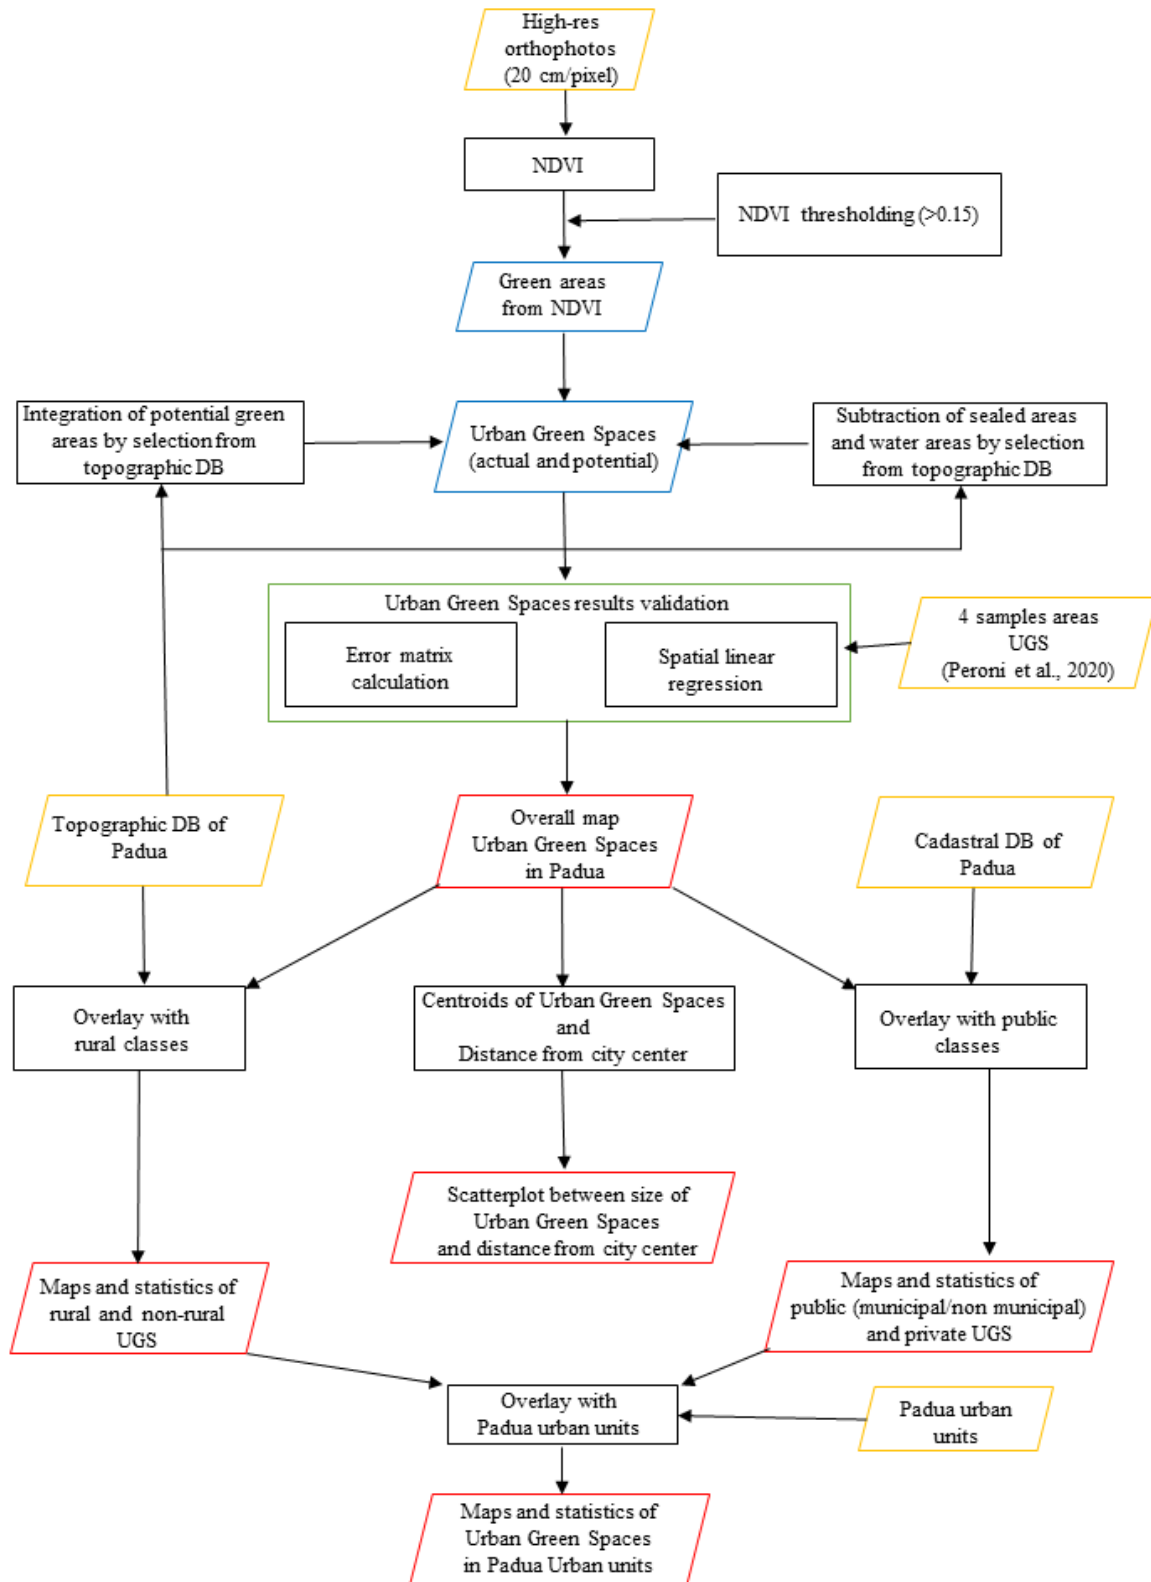 High-res
orthophotos
(20 cm/pixel)
NDVI
NDVI thresholding (>0.15)
Green areas
from NDVI
Integration of potential green
areas by selection from
topographic DB
Urban Green Spaces
(actual and potential)
Subtraction of sealed areas
and water areas by selection
from topographic DB
Urban Green Spaces results validation
Error matrix
calculation
Spatial linear
regression
4 samples areas
UGS
(Peroni et al., 2020)
Topographic DB of
Padua
Overall map
Urban Green Spaces
in Padua
Cadastral DB of
Padua
Overlay with
rural classes
Centroids of Urban Green Spaces
and
Distance from city center
Overlay with public
classes
Scatterplot between size of
Urban Green Spaces
and distance from city center
Maps and statistics of
rural and non-rural
UGS
Maps and statistics of
public (municipal/non municipal)
and private UGS
Overlay with
Padua urban units
Padua urban
units
Maps and statistics of
Urban Green Spaces
in Padua Urban units